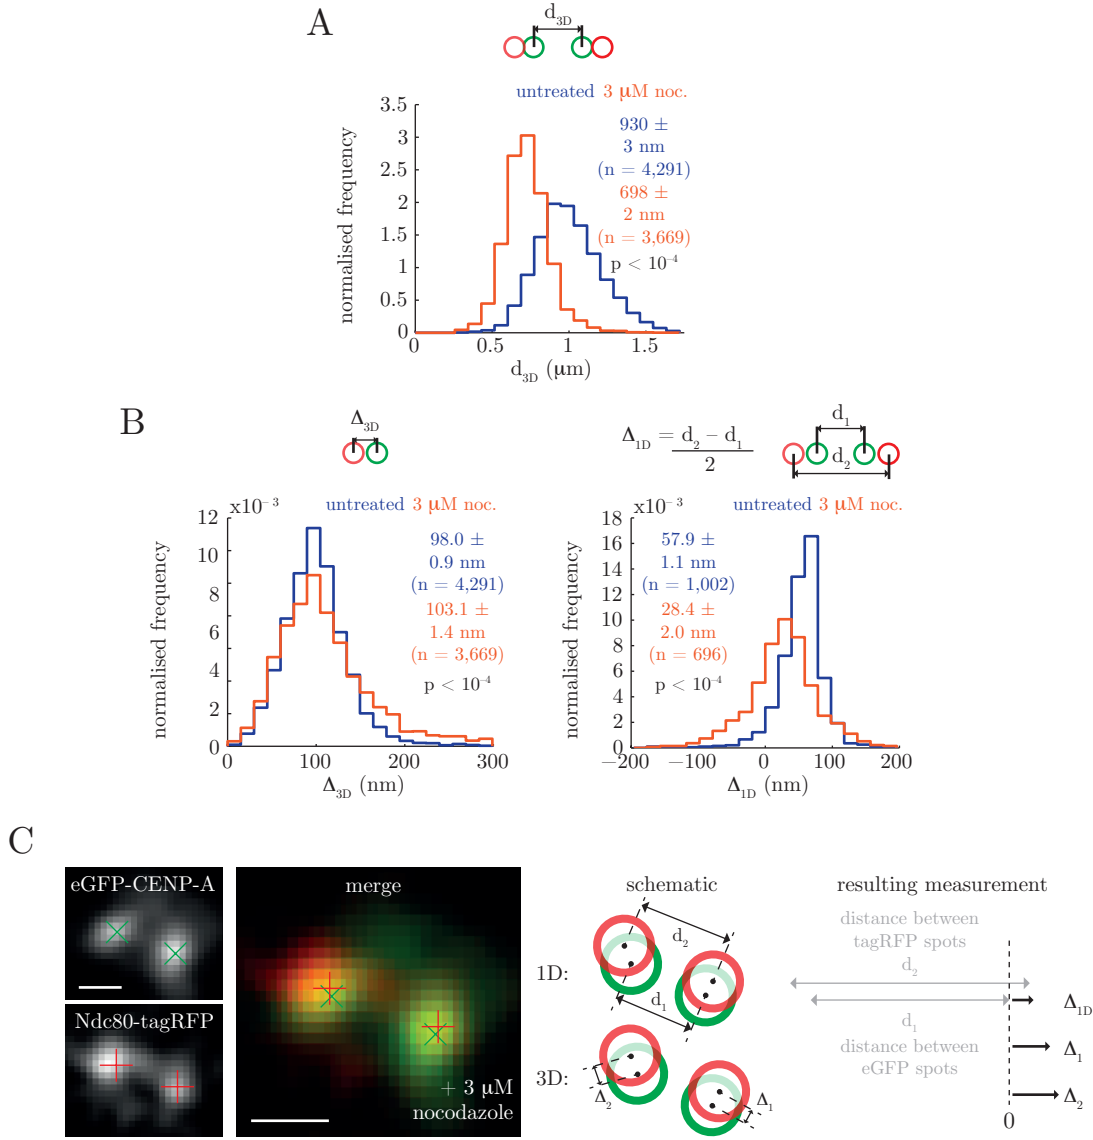 A
d3D
untreated 3 μM noc.
930 ±
3 nm
(n = 4,291)
698 ±
2 nm
(n = 3,669)
p < 10⁻⁴
normalised frequency
3.5
3
2.5
2
1.5
1
0.5
0
0 0.5 1 1.5
d3D (μm)
B
Δ3D
x10⁻³
untreated 3 μM noc.
98.0 ±
0.9 nm
(n = 4,291)
103.1 ±
1.4 nm
(n = 3,669)
p < 10⁻⁴
normalised frequency
12
10
8
6
4
2
0
0 100 200 300
Δ3D (nm)
Δ1D = d2 − d1
2
d1
d2
x10⁻³
untreated 3 μM noc.
57.9 ±
1.1 nm
(n = 1,002)
28.4 ±
2.0 nm
(n = 696)
p < 10⁻⁴
normalised frequency
18
16
14
12
10
8
6
4
2
0
−200 −100 0 100 200
Δ1D (nm)
C
eGFP-CENP-A
Ndc80-tagRFP
merge
+ 3 μM
nocodazole
schematic
1D:
d2
d1
3D:
Δ2
Δ1
resulting measurement
distance between
tagRFP spots
d2
Δ1D
d1
distance between
eGFP spots
Δ1
Δ2
0